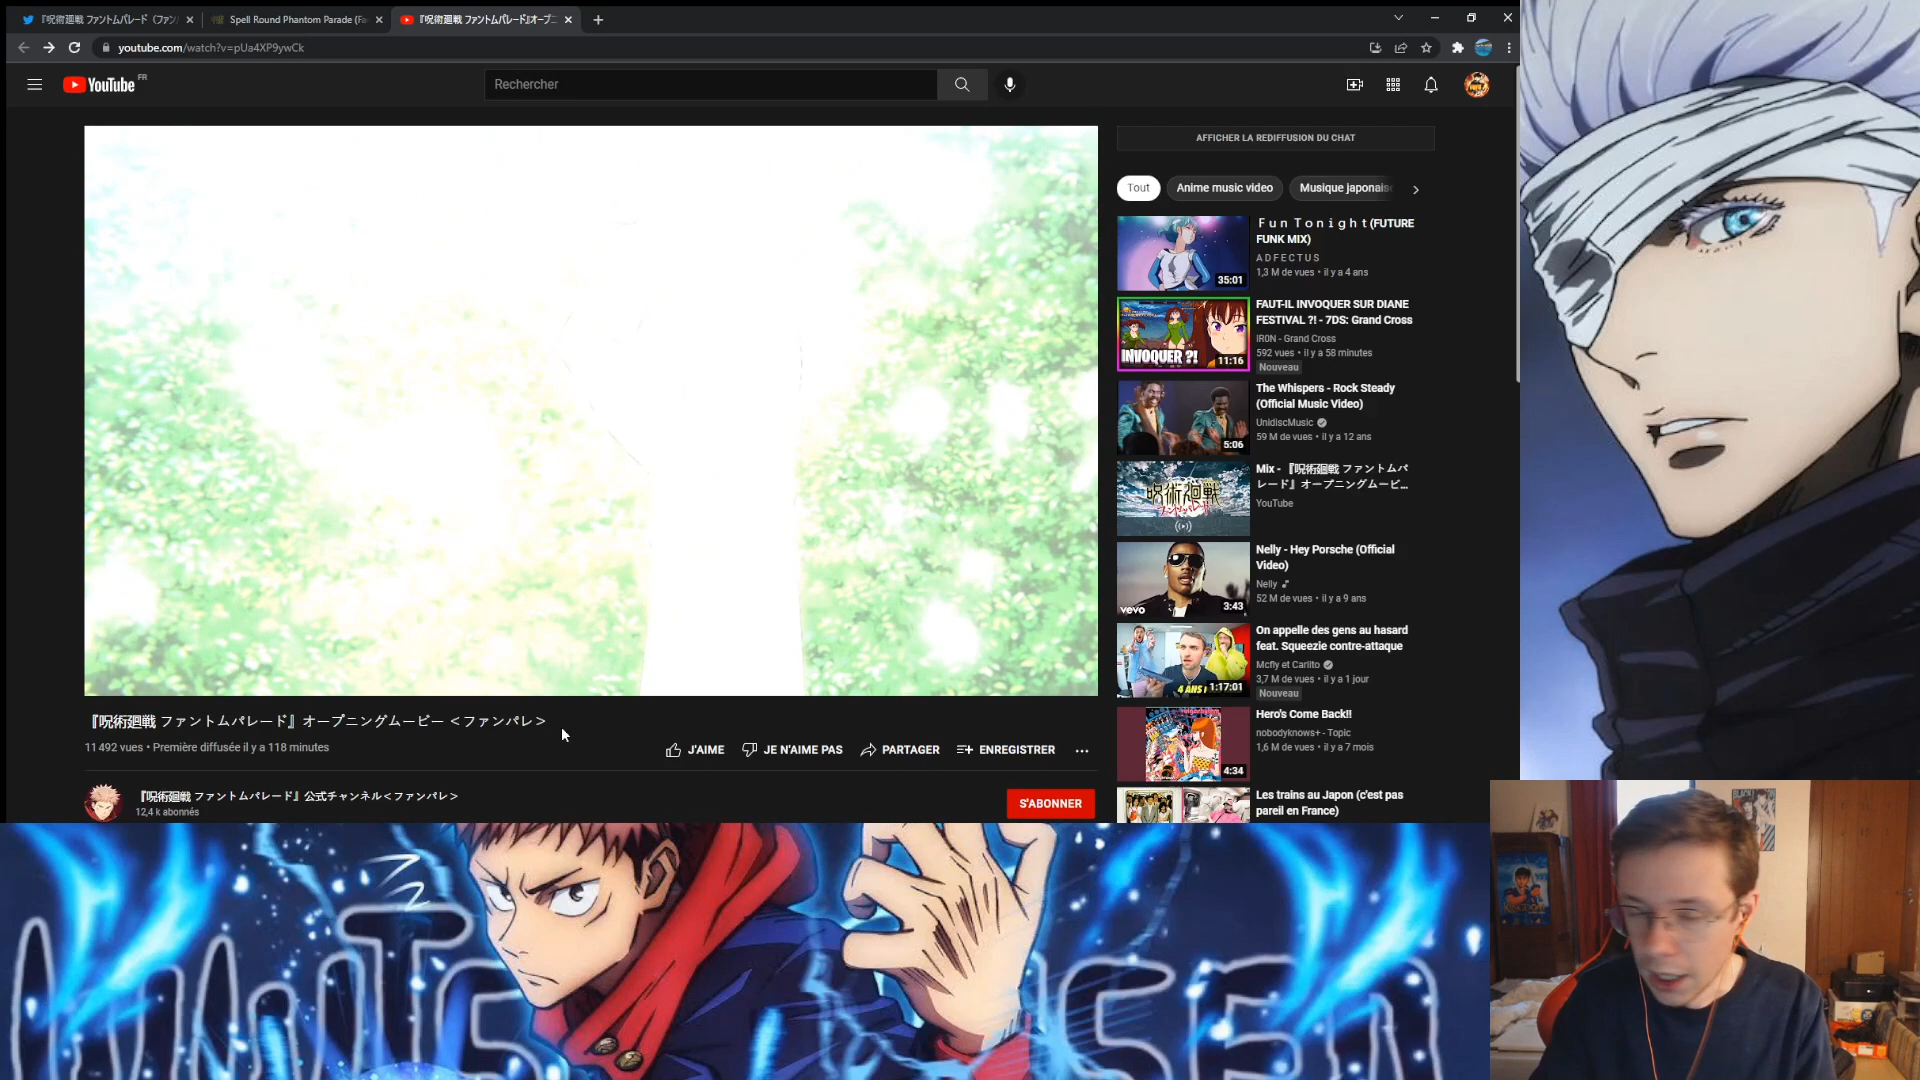 『呪術廻戦 ファントムパレード（ファン
Spell Round Phantom Parade (Fa
『呪術廻戦 ファントムパレード』オープニ
youtube.com/watch?v=pUa4XP9ywCk
YouTube FR
Rechercher
AFFICHER LA REDIFFUSION DU CHAT
Tout
Anime music video
Musique japonaise
Ｆｕｎ Ｔｏｎｉｇｈｔ(FUTURE
FUNK MIX)
A D F E C T U S
1,3 M de vues • il y a 4 ans
35:01
FAUT-IL INVOQUER SUR DIANE
FESTIVAL ?! - 7DS: Grand Cross
IR0N - Grand Cross
592 vues • il y a 58 minutes
Nouveau
INVOQUER ?!
11:16
The Whispers - Rock Steady
(Official Music Video)
UnidiscMusic
59 M de vues • il y a 12 ans
5:06
Mix - 『呪術廻戦 ファントムパ
レード』オープニングムービ...
YouTube
呪術廻戦
ファントムパレード
Nelly - Hey Porsche (Official
Video)
Nelly
52 M de vues • il y a 9 ans
vevo
3:43
On appelle des gens au hasard
feat. Squeezie contre-attaque
Mcfly et Carlito
3,7 M de vues • il y a 1 jour
Nouveau
4 ANS
1:17:01
Hero's Come Back!!
nobodyknows+ - Topic
1,6 M de vues • il y a 7 mois
4:34
Les trains au Japon (c'est pas
pareil en France)
『呪術廻戦 ファントムパレード』オープニングムービー ＜ファンパレ＞
11 492 vues • Première diffusée il y a 118 minutes
J'AIME
JE N'AIME PAS
PARTAGER
ENREGISTRER
『呪術廻戦 ファントムパレード』公式チャンネル＜ファンパレ＞
12,4 k abonnés
S'ABONNER